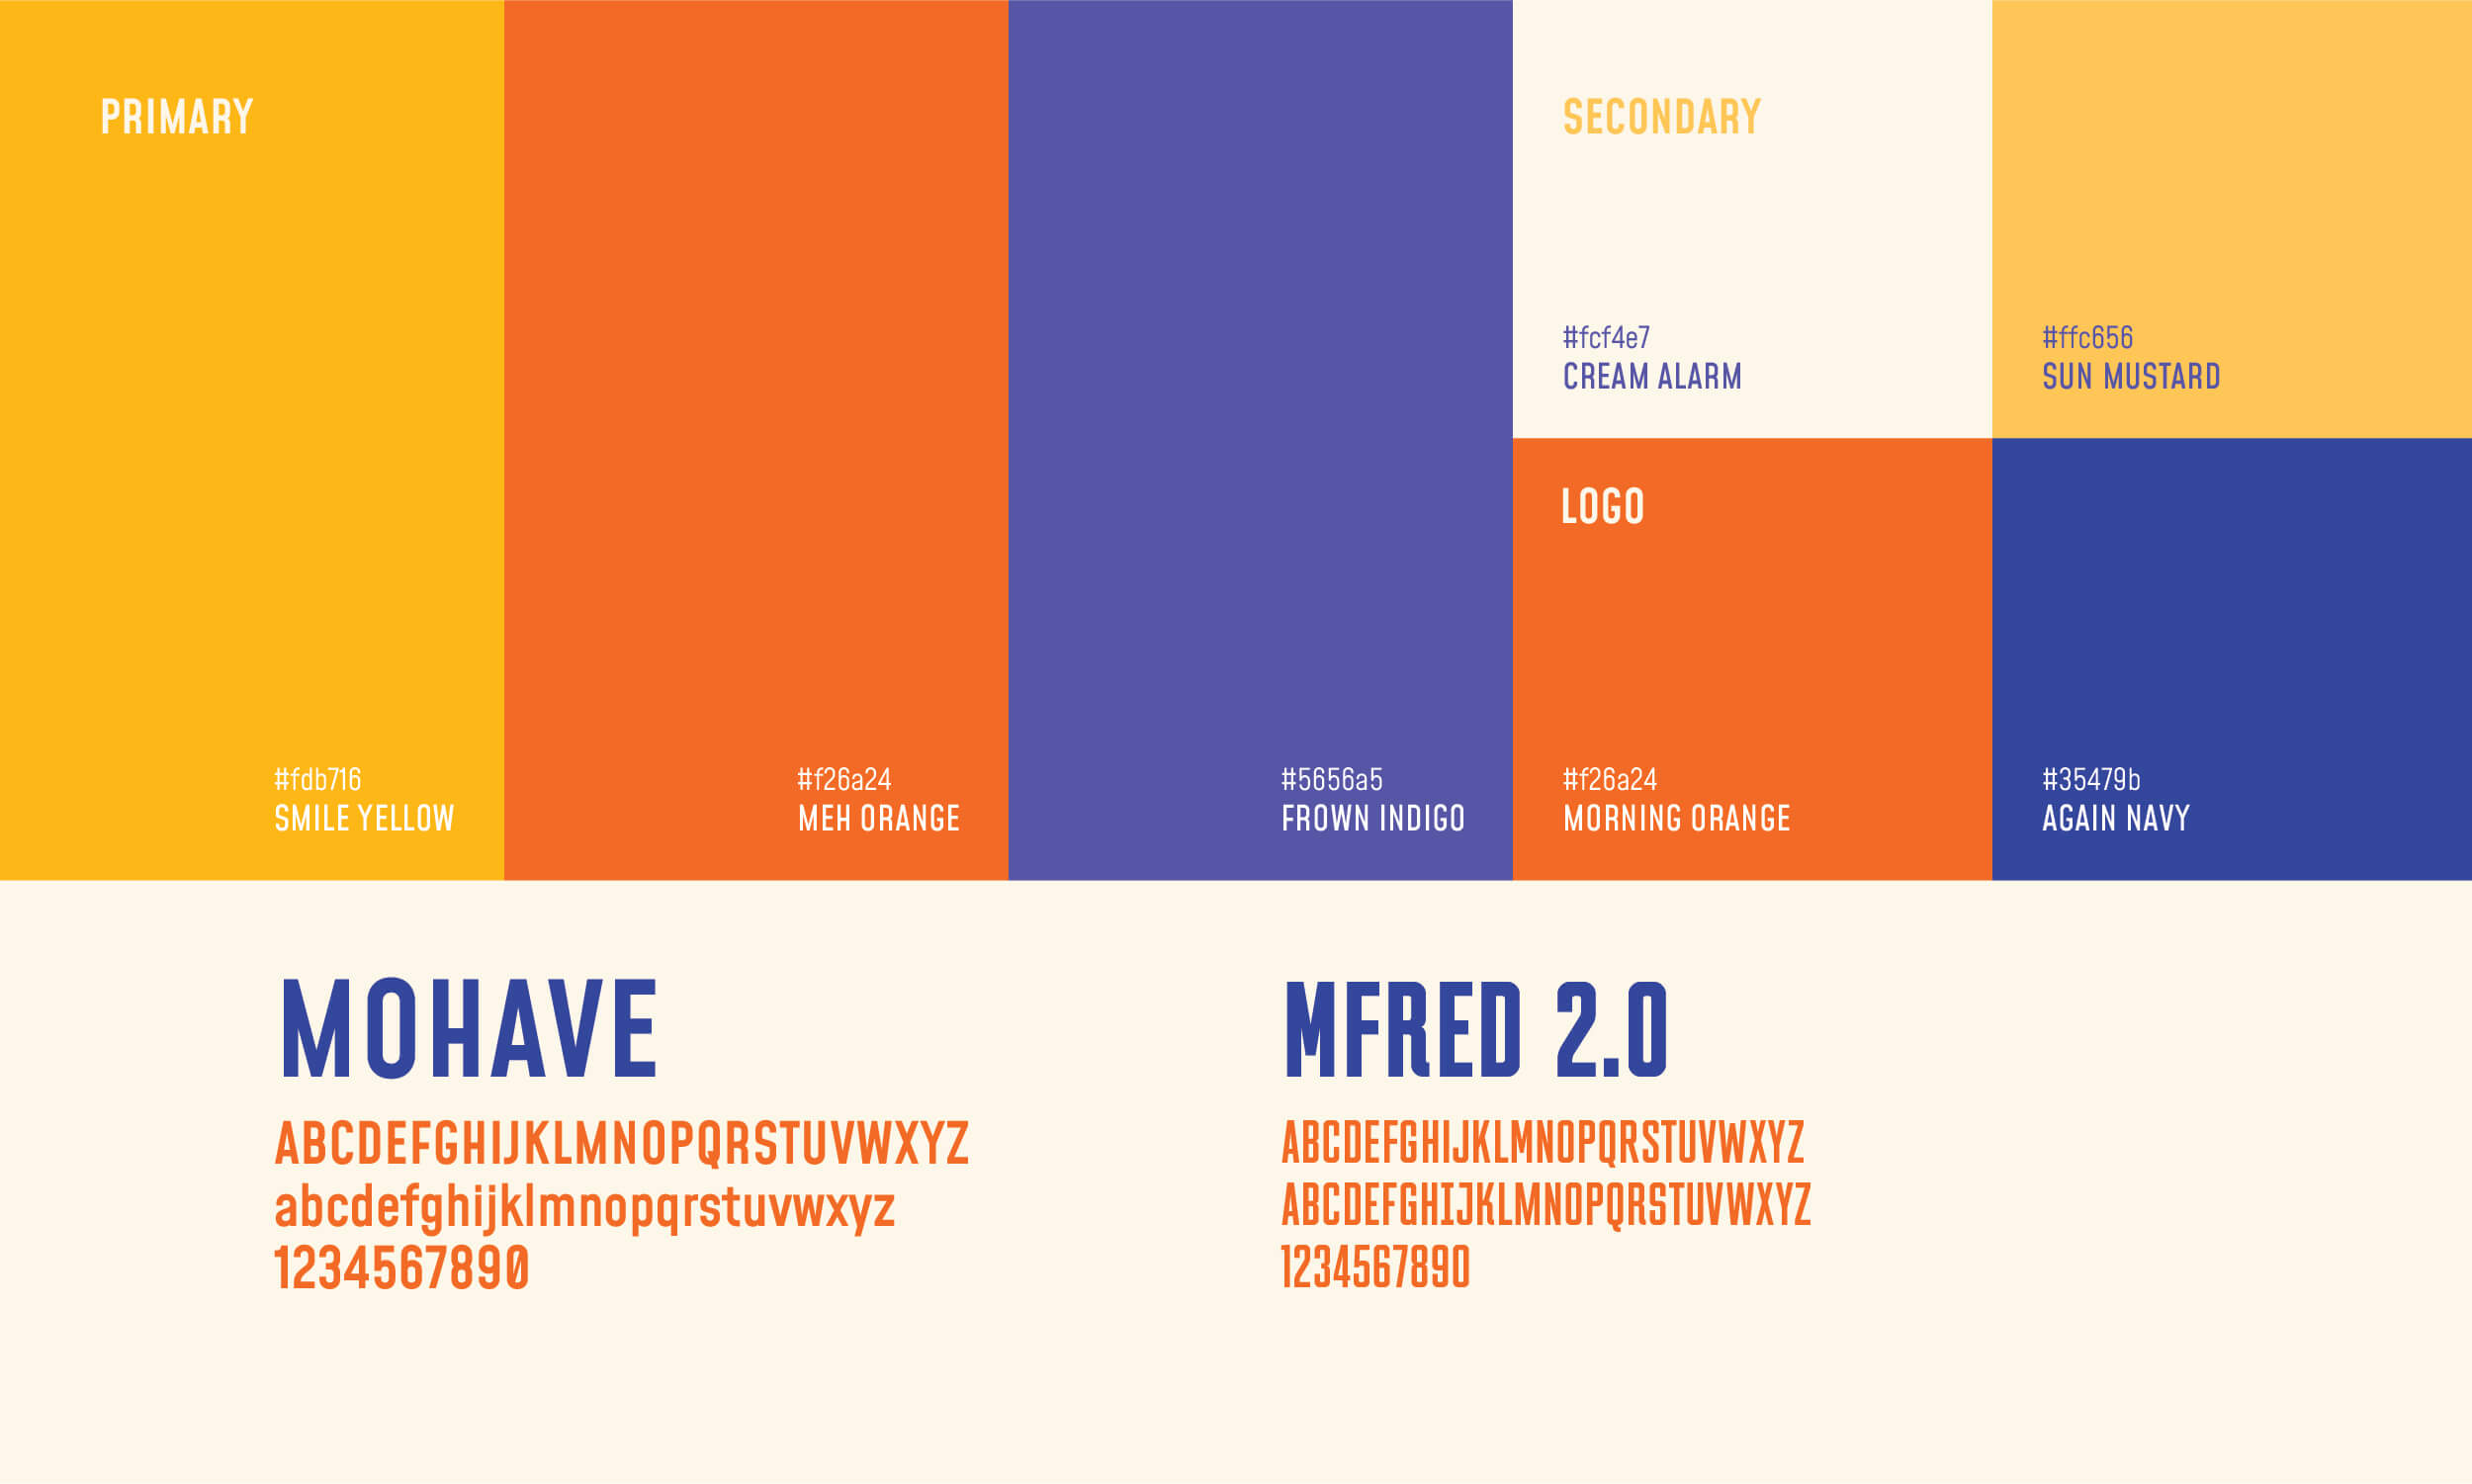 PRIMARY
#fdb716
SMILE YELLOW
#f26a24
MEH ORANGE
#5656a5
FROWN INDIGO
SECONDARY
#fcf4e7
CREAM ALARM
#ffc656
SUN MUSTARD
LOGO
#f26a24
MORNING ORANGE
#35479b
AGAIN NAVY
MOHAVE
ABCDEFGHIJKLMNOPQRSTUVWXYZ
abcdefghijklmnopqrstuvwxyz
1234567890
MFRED 2.0
ABCDEFGHIJKLMNOPQRSTUVWXYZ
ABCDEFGHIJKLMNOPQRSTUVWXYZ
1234567890